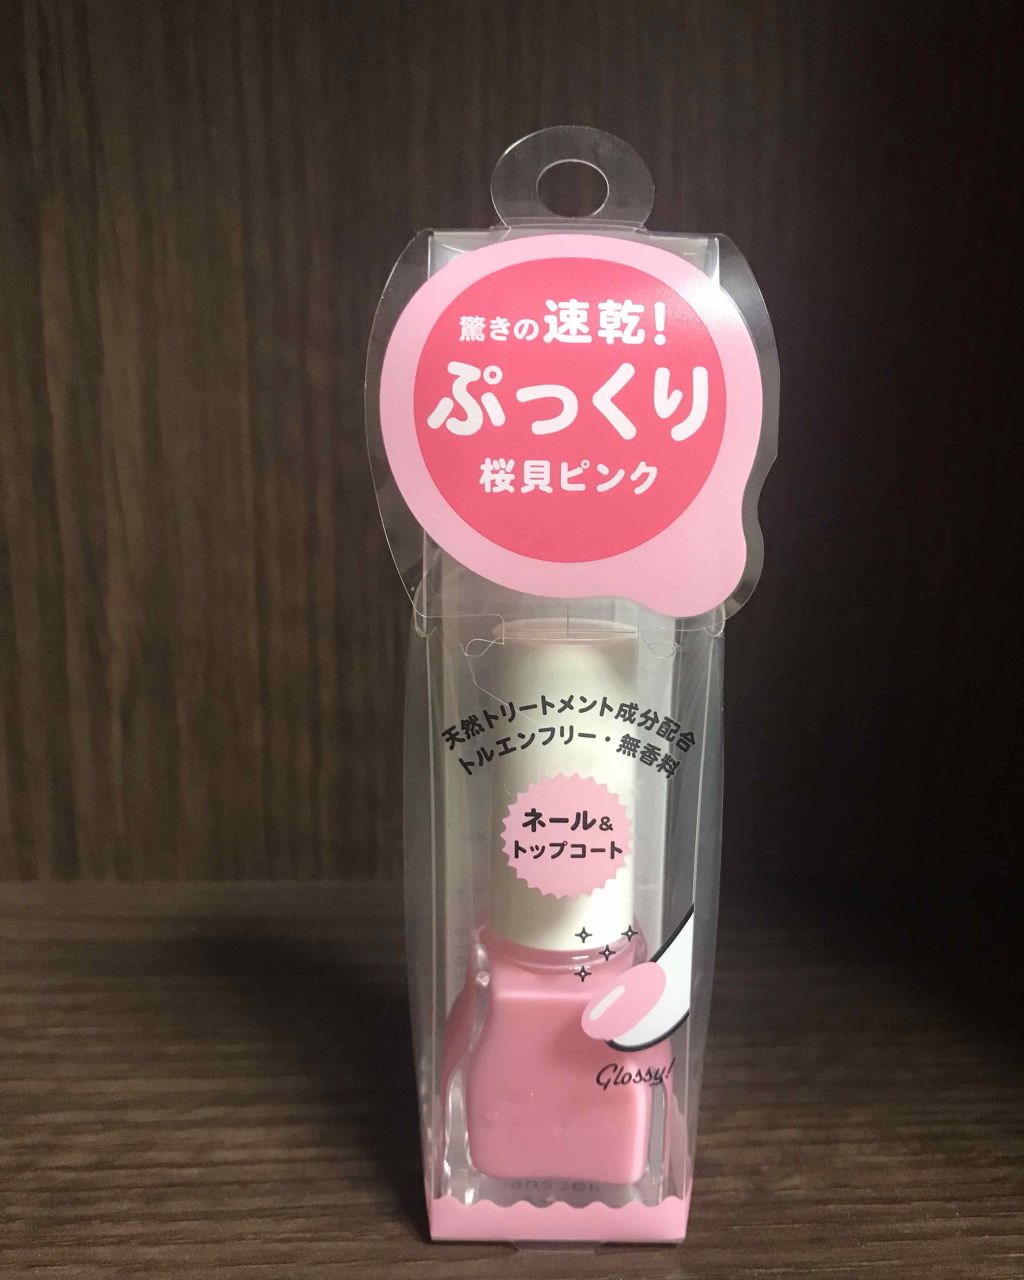 驚きの速乾!
ぷっくり
桜貝ピンク
天然トリートメント成分配合
トルエンフリー・無香料
ネール&
トップコート
Glossy!